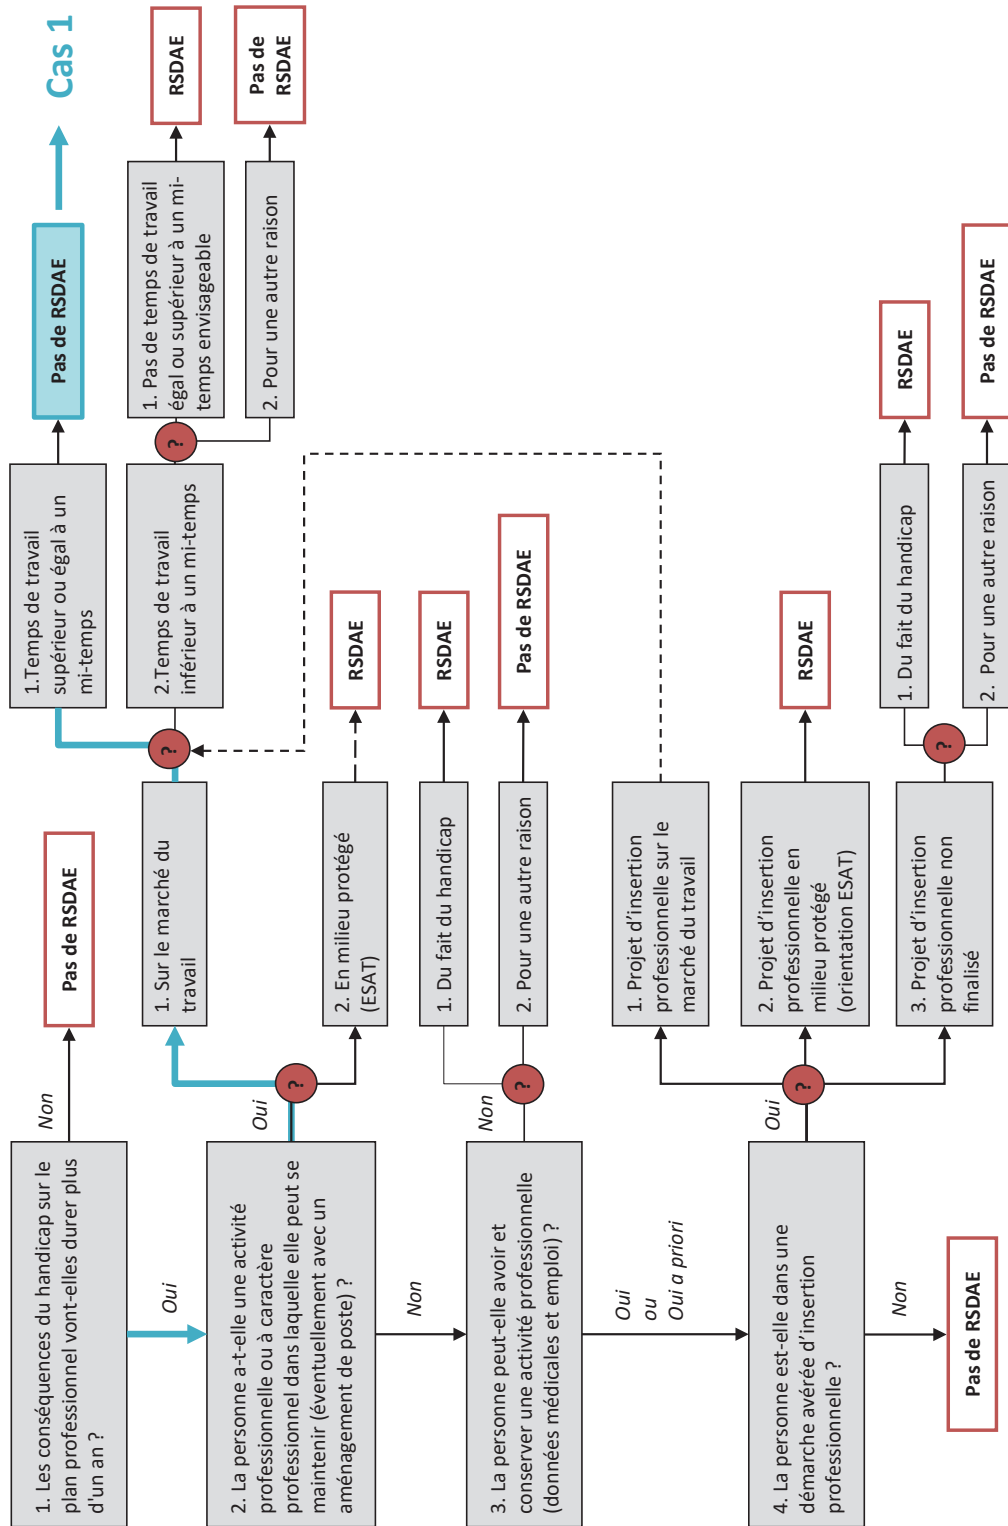 1. Les conséquences du handicap sur le
plan professionnel vont-elles durer plus
d'un an ?
Non
Pas de RSDAE
Oui
2. La personne a-t-elle une activité
professionnelle ou à caractère
professionnel dans laquelle elle peut se
maintenir (éventuellement avec un
aménagement de poste) ?
Oui
?
1. Sur le marché du
travail
?
1.Temps de travail
supérieur ou égal à un
mi-temps
Pas de RSDAE
Cas 1
2.Temps de travail
inférieur à un mi-temps
?
1. Pas de temps de travail
égal ou supérieur à un mi-
temps envisageable
RSDAE
2. Pour une autre raison
Pas de
RSDAE
2. En milieu protégé
(ESAT)
RSDAE
Non
3. La personne peut-elle avoir et
conserver une activité professionnelle
(données médicales et emploi) ?
Non
?
1. Du fait du handicap
RSDAE
2. Pour une autre raison
Pas de RSDAE
Oui
ou
Oui a priori
4. La personne est-elle dans une
démarche avérée d'insertion
professionnelle ?
Oui
?
1. Projet d'insertion
professionnelle sur le
marché du travail
2. Projet d'insertion
professionnelle en
milieu protégé
(orientation ESAT)
RSDAE
3. Projet d'insertion
professionnel non
finalisé
?
1. Du fait du handicap
RSDAE
2. Pour une autre raison
Pas de RSDAE
Non
Pas de RSDAE